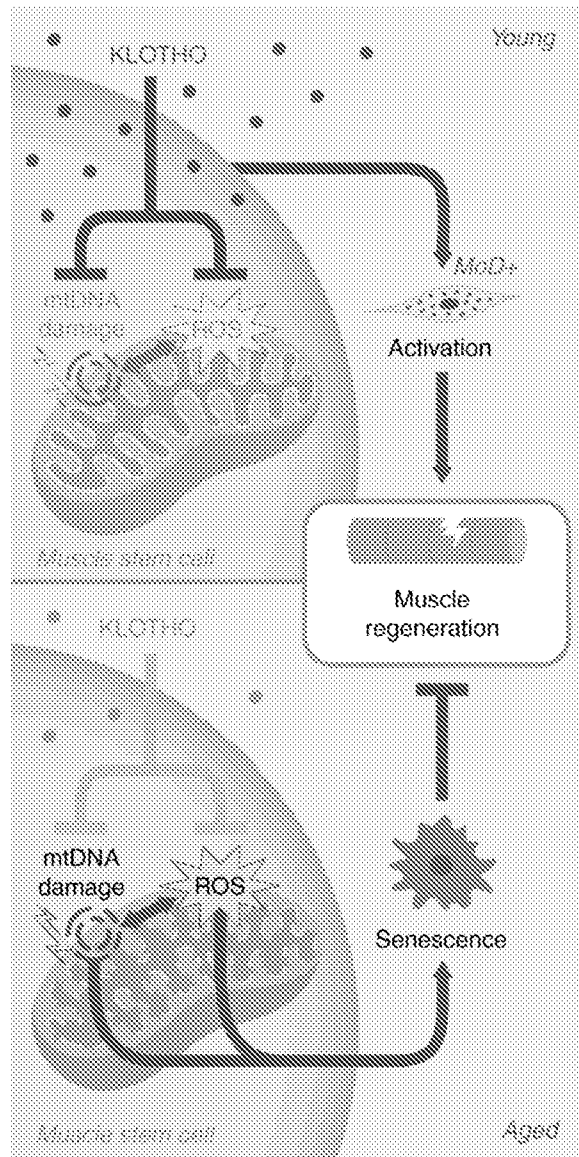 Young
KLOTHO
MoD+
mtDNA
damage
ROS
Activation
Muscle stem cell
Muscle
regeneration
KLOTHO
mtDNA
damage
ROS
Senescence
Muscle stem cell
Aged